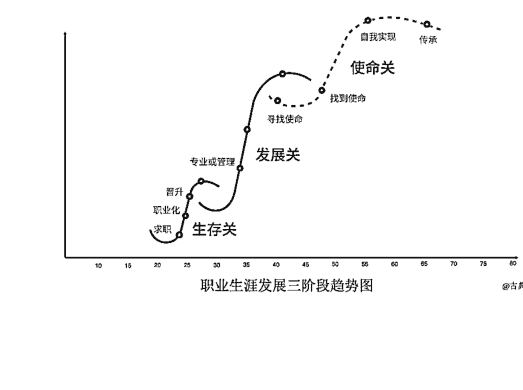 自我实现
传承
使命关
找到使命
寻找使命
发展关
专业或管理
晋升
职业化
求职
生存关
10 15 20 25 30 35 40 45 50 55 60 65 70 75 80
职业生涯发展三阶段趋势图
@古典